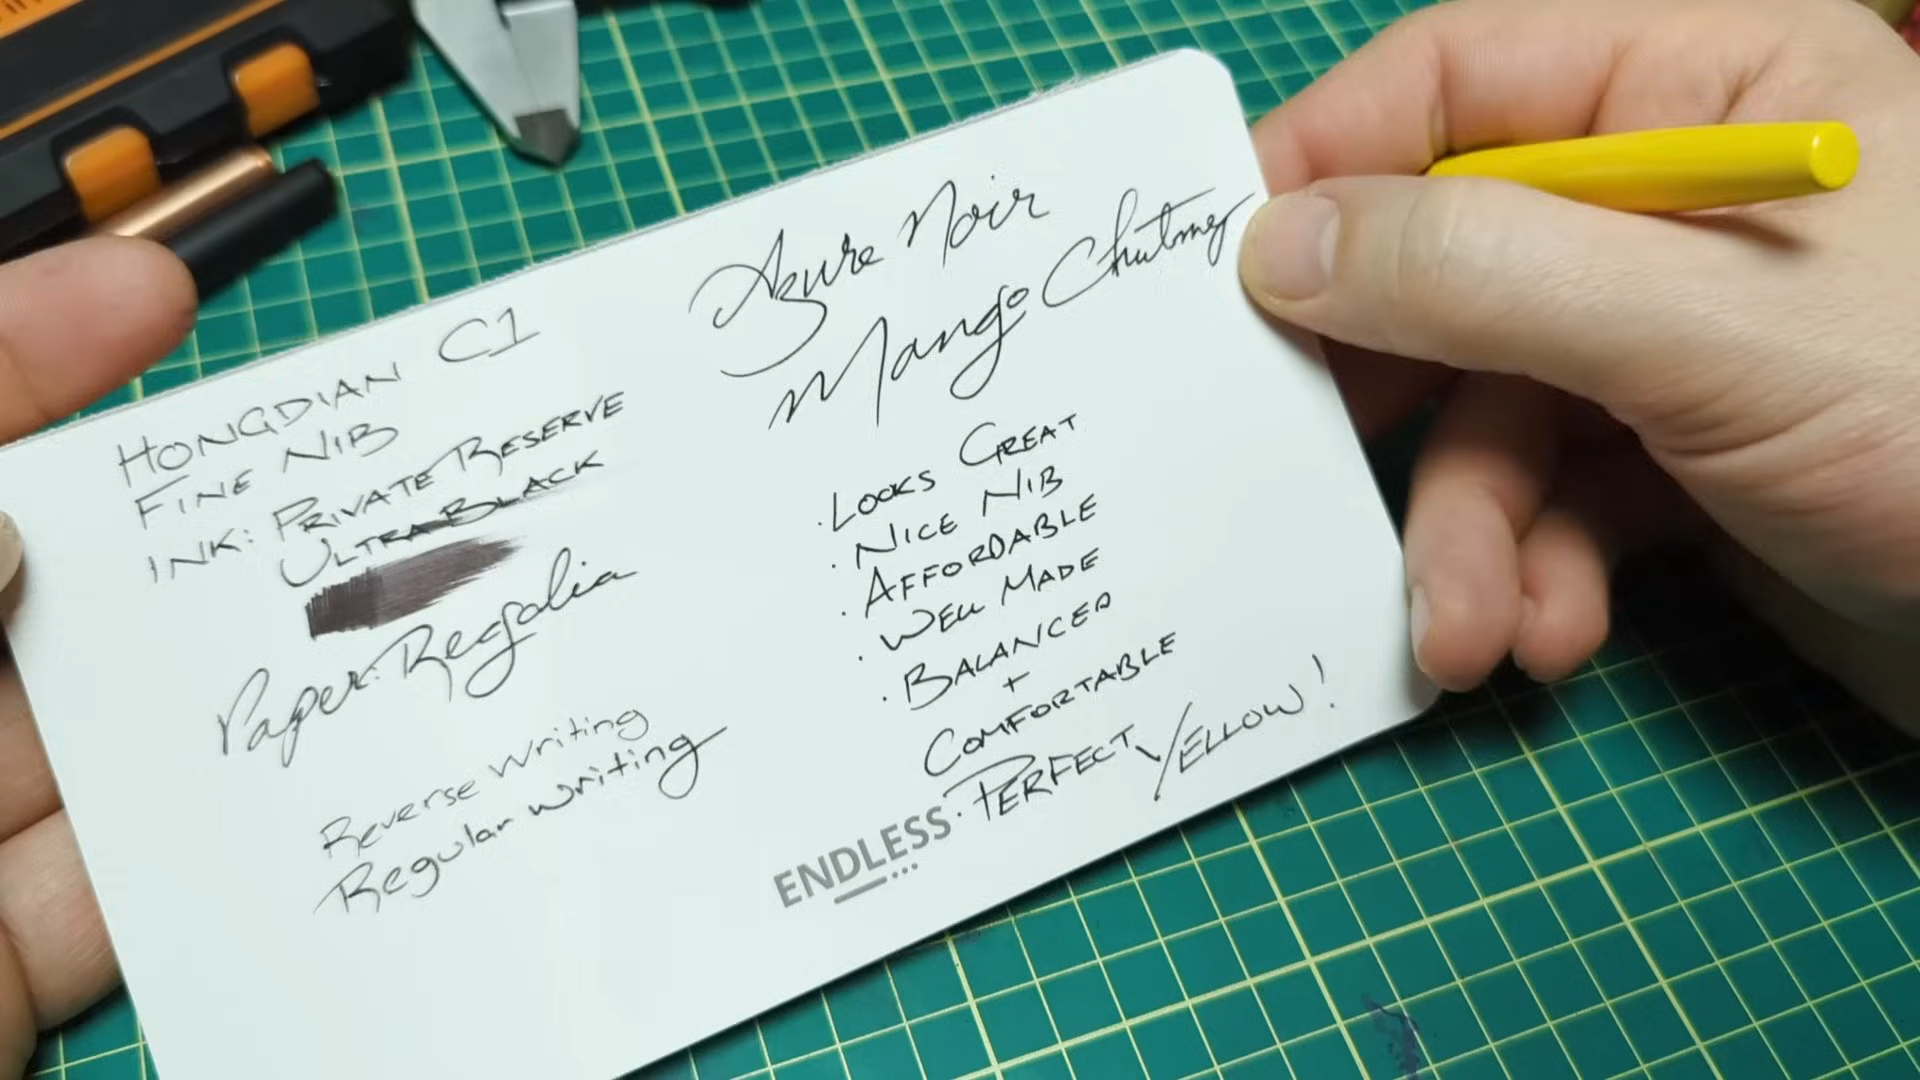 HONGDIAN C1
FINE NIB
INK: PRIVATE RESERVE
ULTRA BLACK
Paper: Regalia
Reverse Writing
Regular writing
Azure Noir
Mango Chutney
· LOOKS GREAT
· NICE NIB
· AFFORDABLE
· WELL MADE
· BALANCED
+
COMFORTABLE
· PERFECT YELLOW!
ENDLESS